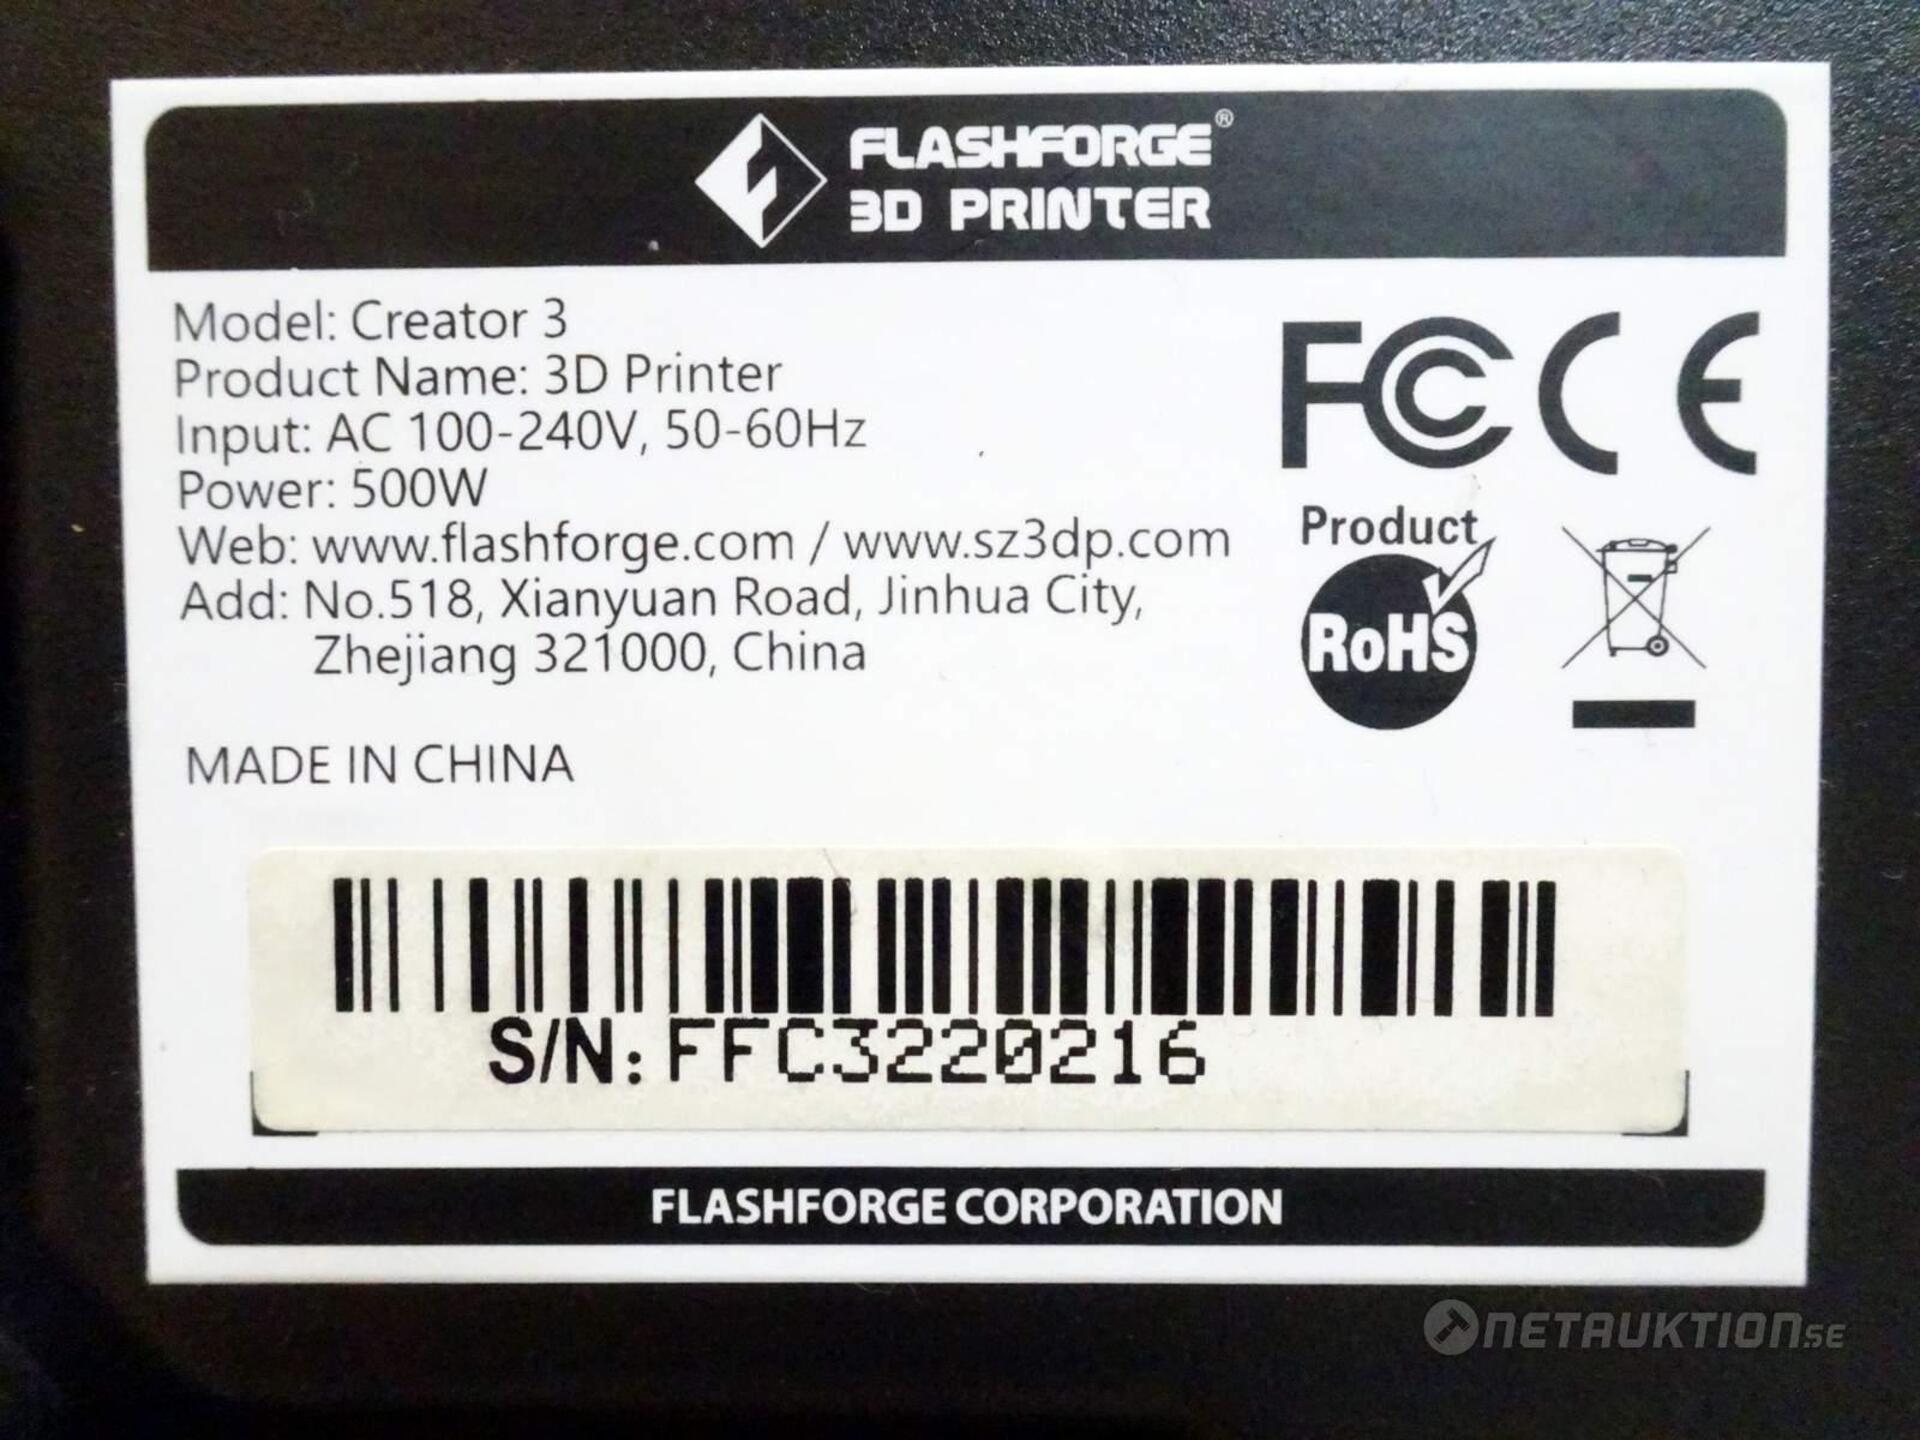 FLASHFORGE®
3D PRINTER
Model: Creator 3
Product Name: 3D Printer
Input: AC 100-240V, 50-60Hz
Power: 500W
Web: www.flashforge.com / www.sz3dp.com
Add: No.518, Xianyuan Road, Jinhua City,
Zhejiang 321000, China
MADE IN CHINA
FC CE
Product
RoHS
S/N: FFC3220216
FLASHFORGE CORPORATION
NETAUKTION.SE